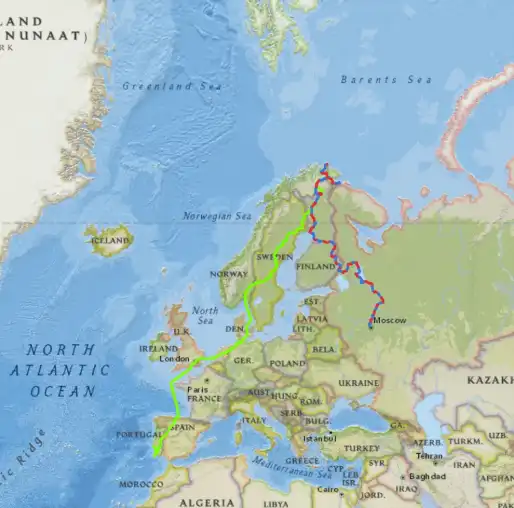 LAND
NUNAAT)
RK
Greenland Sea
Barents Sea
Norwegian Sea
ICELAND
SWEDEN
NORWAY
FINLAND
North
Sea
EST.
LATVIA
LITH.
Moscow
U.K.
DEN.
IRELAND
London
GER.
BELA.
POLAND
NORTH
ATLANTIC
OCEAN
Paris
FRANCE
UKRAINE
KAZAKH
AUST.
HUNG.
ROM.
SERB.
BULG.
ITALY
GA.
PORTUGAL
SPAIN
Istanbul
AZERB.
TURKM.
UZB.
GREECE
TURKEY
Tehran
Mediterranean Sea
CYP.
SYR.
LEB.
ISR.
IRAN
AFGHAN
Baghdad
IRAQ
MOROCCO
Cairo
JORD.
ALGERIA
LIBYA
ic Ridge